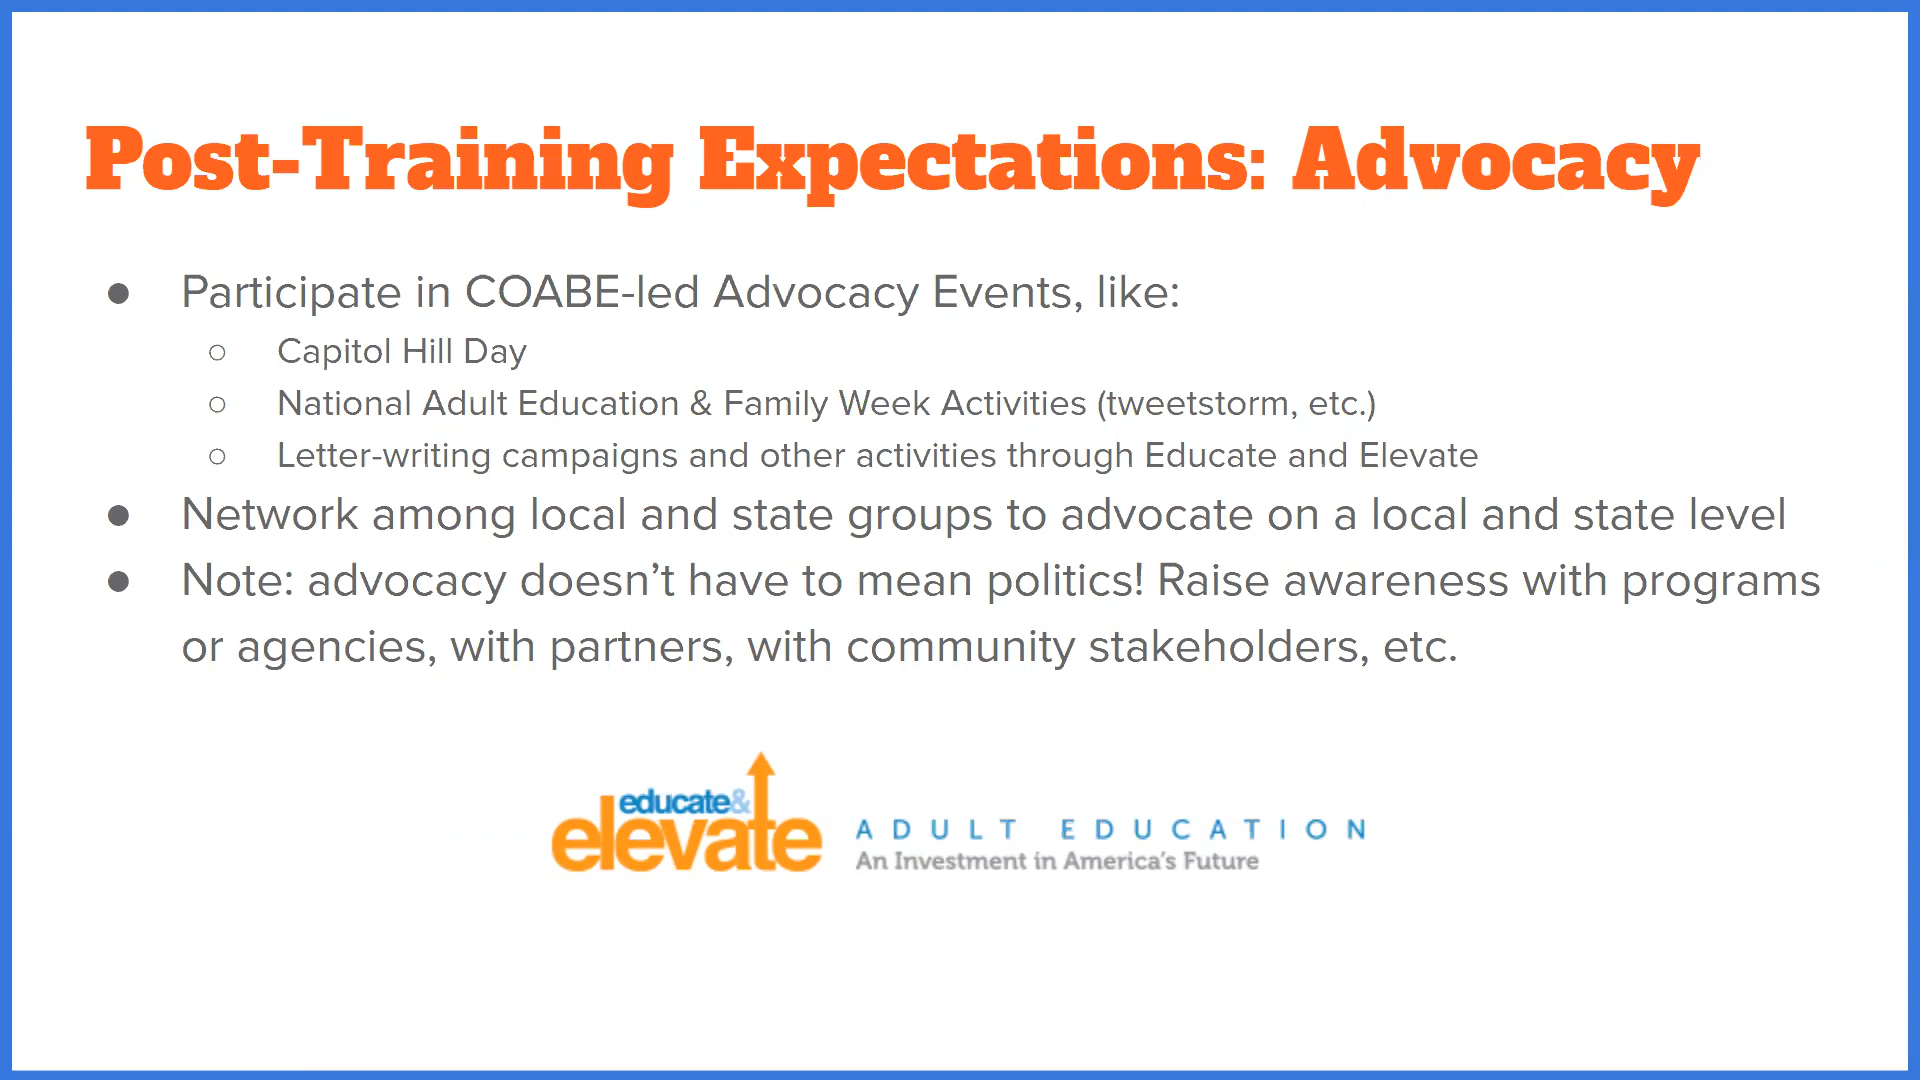 Post-Training Expectations: Advocacy
● Participate in COABE-led Advocacy Events, like:
○ Capitol Hill Day
○ National Adult Education & Family Week Activities (tweetstorm, etc.)
○ Letter-writing campaigns and other activities through Educate and Elevate
● Network among local and state groups to advocate on a local and state level
● Note: advocacy doesn’t have to mean politics! Raise awareness with programs
or agencies, with partners, with community stakeholders, etc.
educate&
elevate
ADULT EDUCATION
An Investment in America's Future